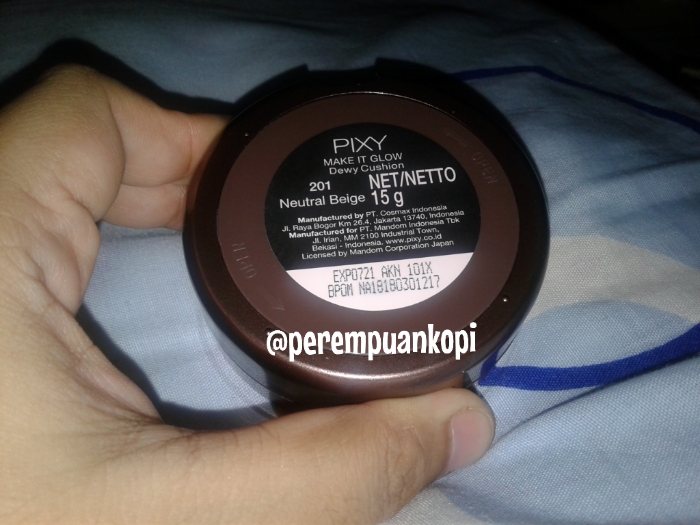 PIXY
MAKE IT GLOW
Dewy Cushion
201 NET/NETTO
Neutral Beige 15 g
Manufactured by PT. Cosmax Indonesia
Jl. Raya Bogor Km 26.4, Jakarta 13740, Indonesia
Manufactured for PT. Mandom Indonesia Tbk
Jl. Irian, MM 2100 Industrial Town,
Bekasi - Indonesia. www.pixy.co.id
Licensed by Mandom Corporation Japan
EXP0721 AKN 101X
BPOM NA18180301217
OPEN
OPEN
@perempuankopi